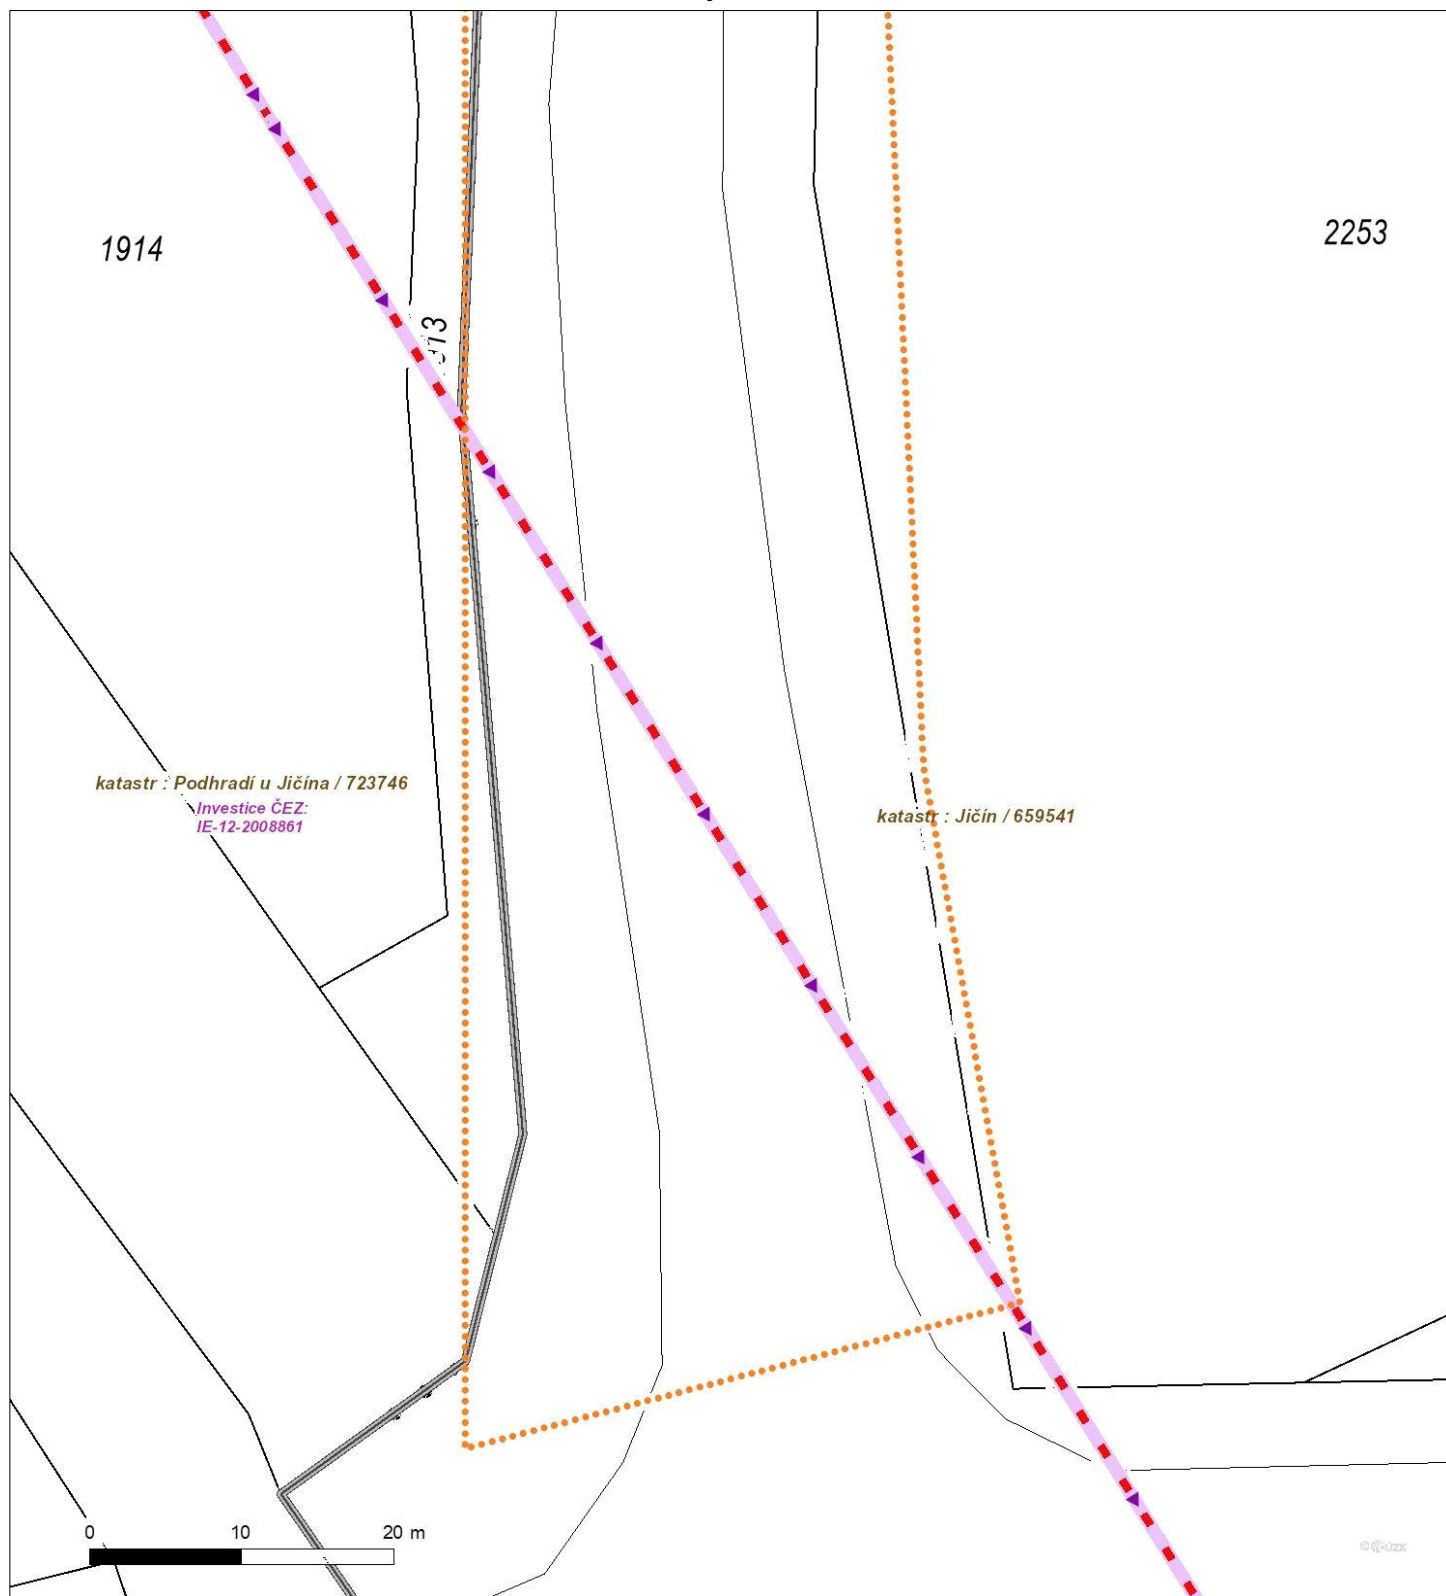 1914
2253
katastr : Podhradí u Jičína / 723746
Investice ČEZ:
IE-12-2008861
katastr : Jičín / 659541
0 10 20 m